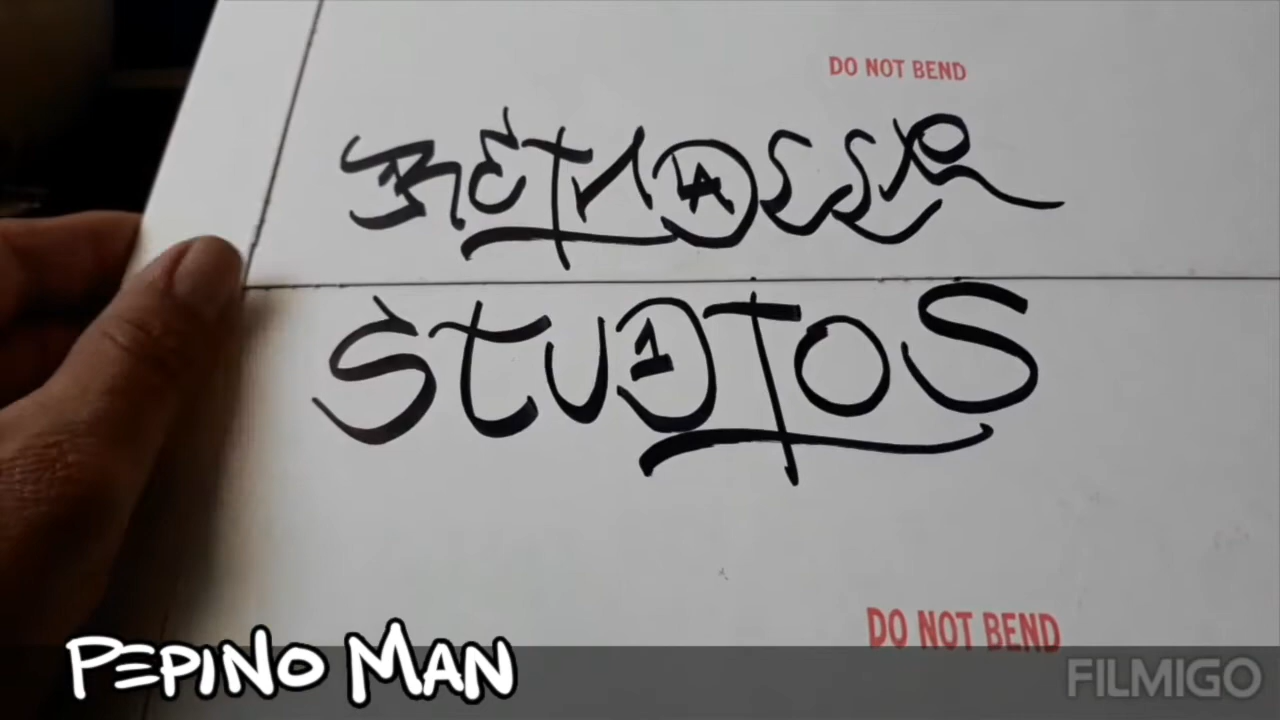 DO NOT BEND
STUDIOS
DO NOT BEND
PEPINO MAN
FILMIGO